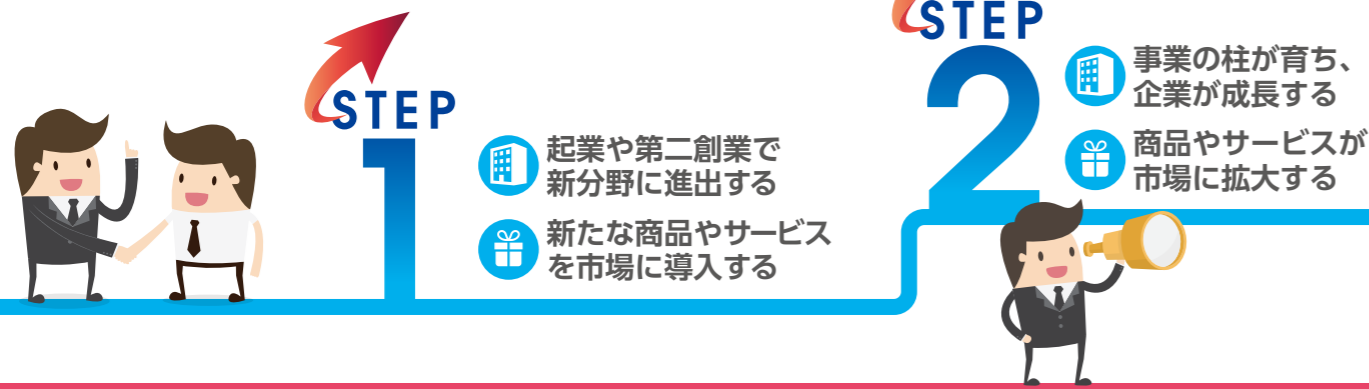 STEP
1
起業や第二創業で
新分野に進出する
新たな商品やサービス
を市場に導入する
STEP
2
事業の柱が育ち、
企業が成長する
商品やサービスが
市場に拡大する